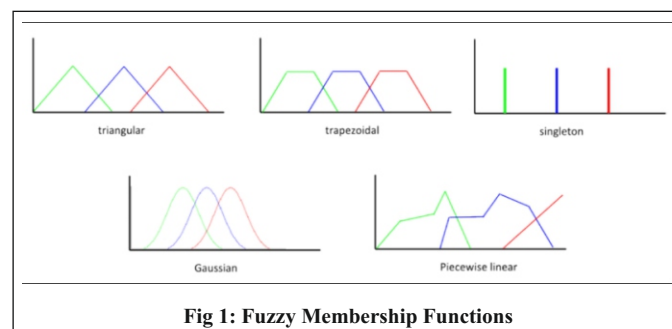 triangular
trapezoidal
singleton
Gaussian
Piecewise linear
Fig 1: Fuzzy Membership Functions